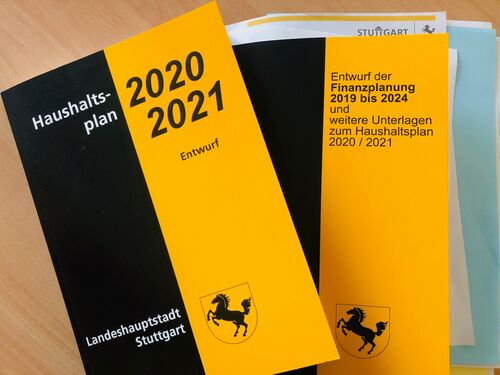 Haushalts-
plan
2020
2021
Entwurf
Landeshauptstadt
Stuttgart
STUTTGART
Entwurf der
Finanzplanung
2019 bis 2024
und
weitere Unterlagen
zum Haushaltsplan
2020 / 2021